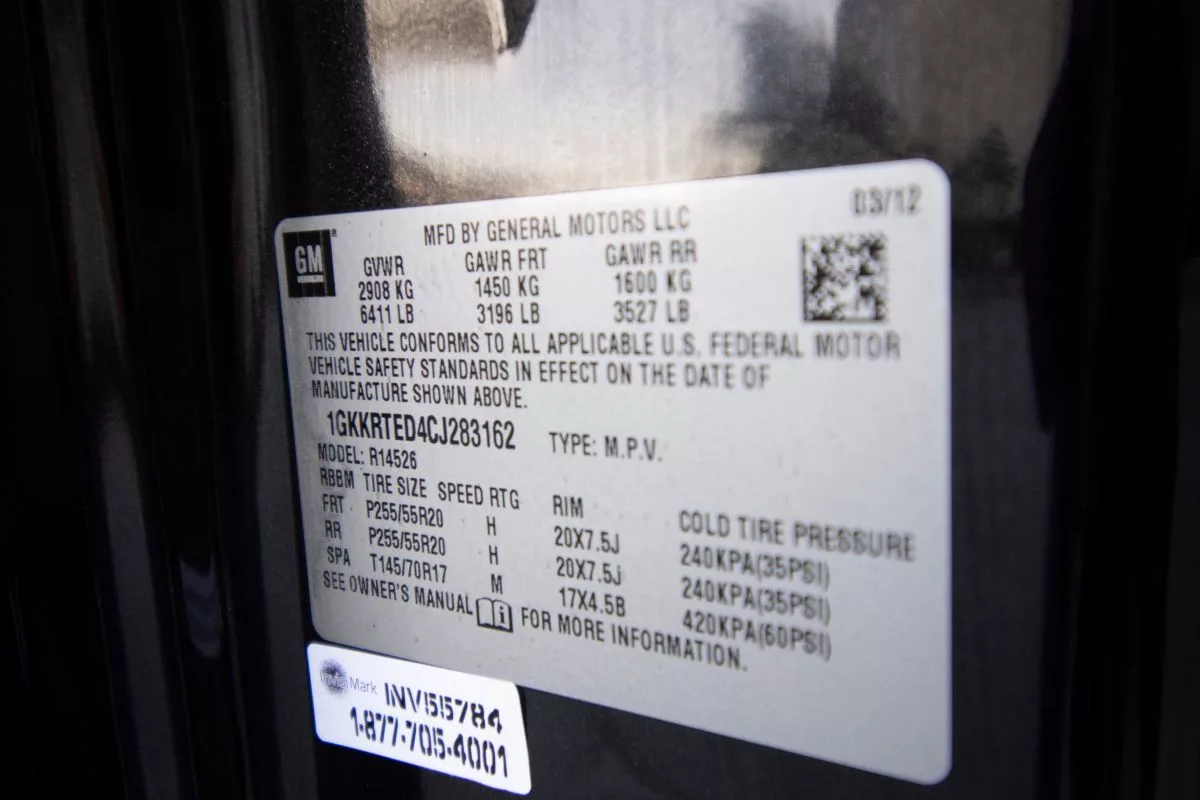 03/12
GM®
MFD BY GENERAL MOTORS LLC
GVWR GAWR FRT GAWR RR
2908 KG 1450 KG 1600 KG
6411 LB 3196 LB 3527 LB
THIS VEHICLE CONFORMS TO ALL APPLICABLE U.S. FEDERAL MOTOR
VEHICLE SAFETY STANDARDS IN EFFECT ON THE DATE OF
MANUFACTURE SHOWN ABOVE.
1GKKRTED4CJ283162 TYPE: M.P.V.
MODEL: R14526
RBBM TIRE SIZE SPEED RTG RIM COLD TIRE PRESSURE
FRT P255/55R20 H 20X7.5J 240KPA(35PSI)
RR P255/55R20 H 20X7.5J 240KPA(35PSI)
SPA T145/70R17 M 17X4.5B 420KPA(60PSI)
SEE OWNER'S MANUAL FOR MORE INFORMATION.
invis Mark INV55784
1-877-705-4001